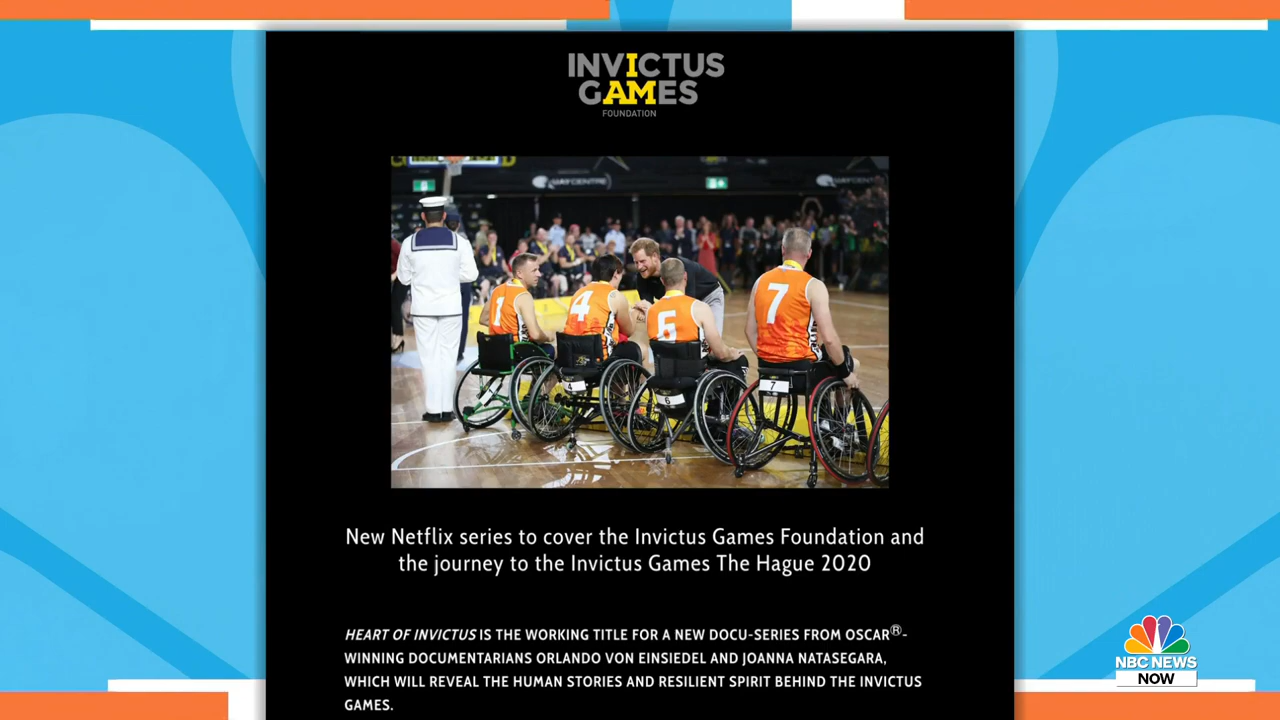 INVICTUS
GAMES
FOUNDATION
1
4
6
7
4
6
7
New Netflix series to cover the Invictus Games Foundation and
the journey to the Invictus Games The Hague 2020
HEART OF INVICTUS IS THE WORKING TITLE FOR A NEW DOCU-SERIES FROM OSCAR®-
WINNING DOCUMENTARIANS ORLANDO VON EINSIEDEL AND JOANNA NATASEGARA,
WHICH WILL REVEAL THE HUMAN STORIES AND RESILIENT SPIRIT BEHIND THE INVICTUS
GAMES.
NBC NEWS
NOW